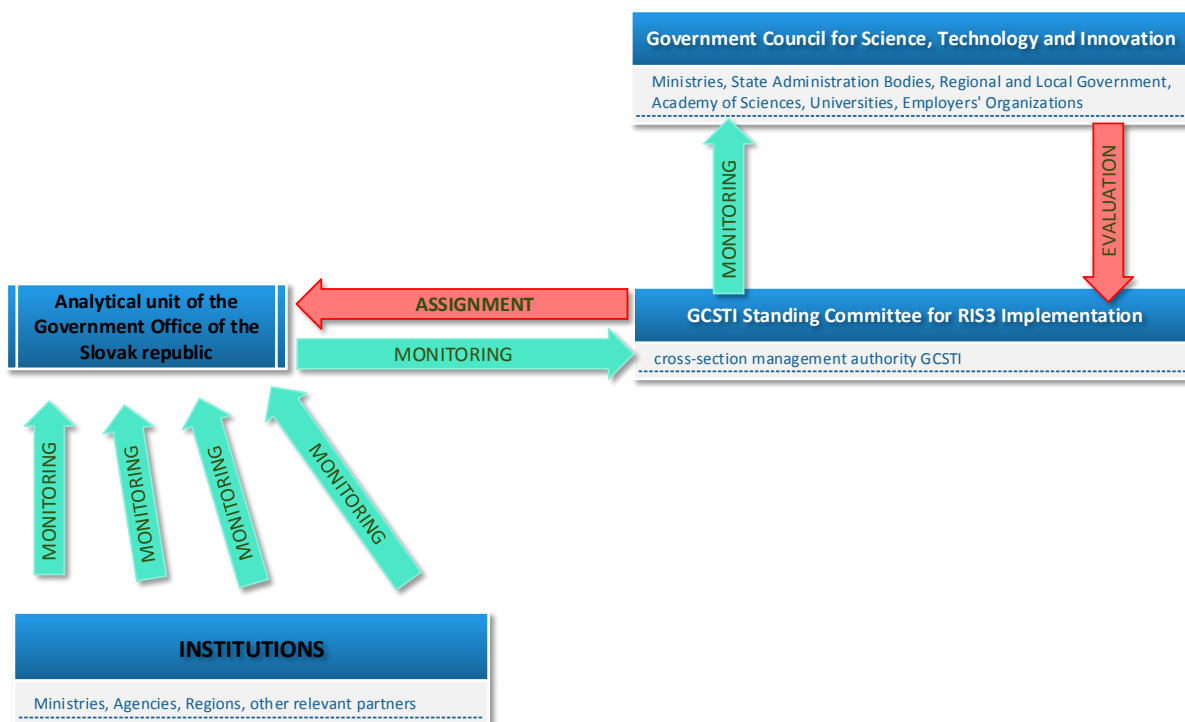 Government Council for Science, Technology and Innovation
Ministries, State Administration Bodies, Regional and Local Government,
Academy of Sciences, Universities, Employers' Organizations
MONITORING
EVALUATION
Analytical unit of the
Government Office of the
Slovak republic
ASSIGNMENT
MONITORING
GCSTI Standing Committee for RIS3 Implementation
cross-section management authority GCSTI
MONITORING
MONITORING
MONITORING
MONITORING
INSTITUTIONS
Ministries, Agencies, Regions, other relevant partners